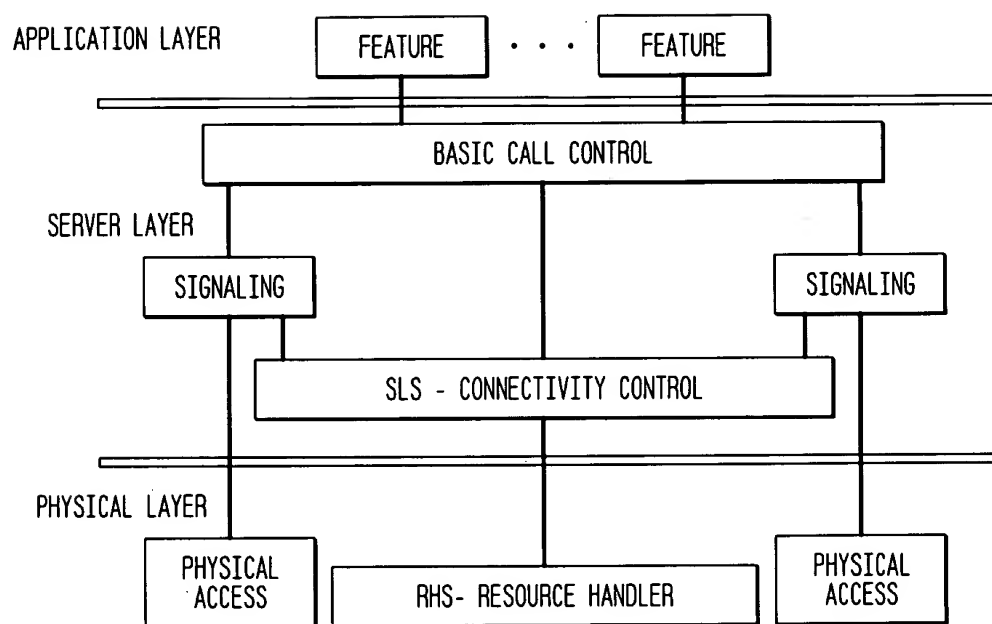 APPLICATION LAYER
FEATURE . . . FEATURE
BASIC CALL CONTROL
SERVER LAYER
SIGNALING
SIGNALING
SLS - CONNECTIVITY CONTROL
PHYSICAL LAYER
PHYSICAL
ACCESS
RHS- RESOURCE HANDLER
PHYSICAL
ACCESS